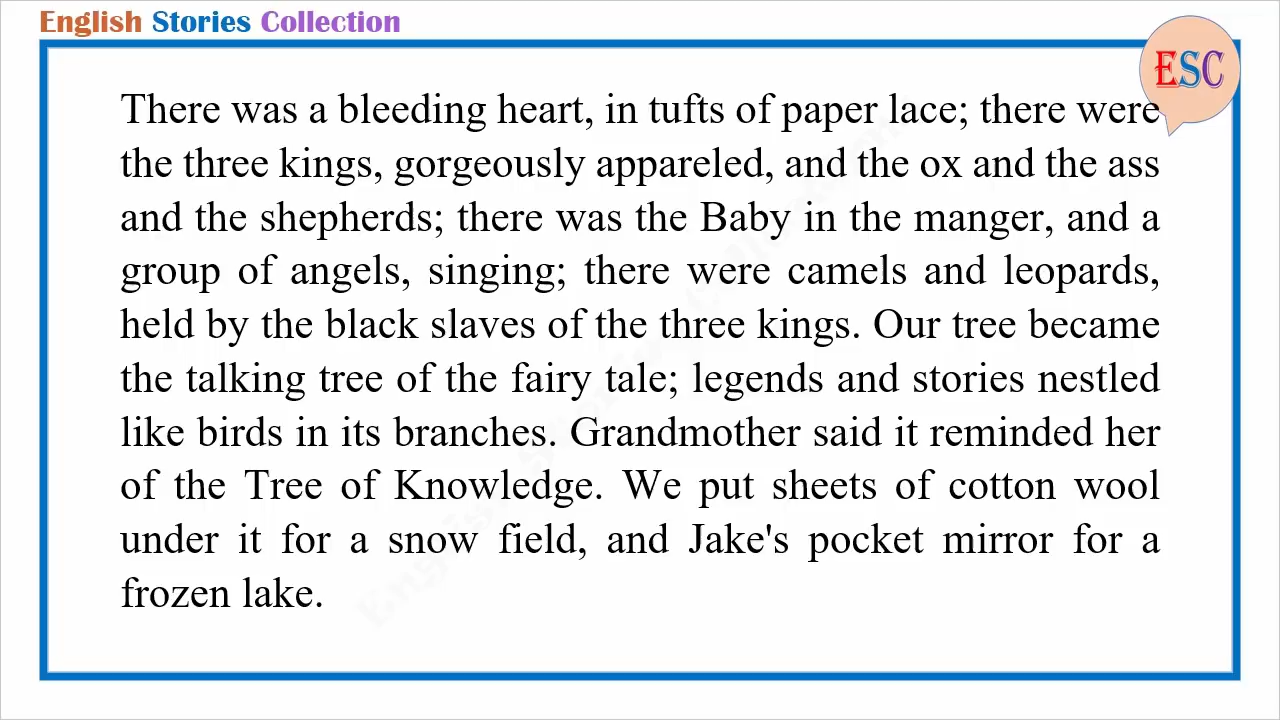 English Stories Collection
ESC
There was a bleeding heart, in tufts of paper lace; there were
the three kings, gorgeously appareled, and the ox and the ass
and the shepherds; there was the Baby in the manger, and a
group of angels, singing; there were camels and leopards,
held by the black slaves of the three kings. Our tree became
the talking tree of the fairy tale; legends and stories nestled
like birds in its branches. Grandmother said it reminded her
of the Tree of Knowledge. We put sheets of cotton wool
under it for a snow field, and Jake's pocket mirror for a
frozen lake.
English Stories Collection